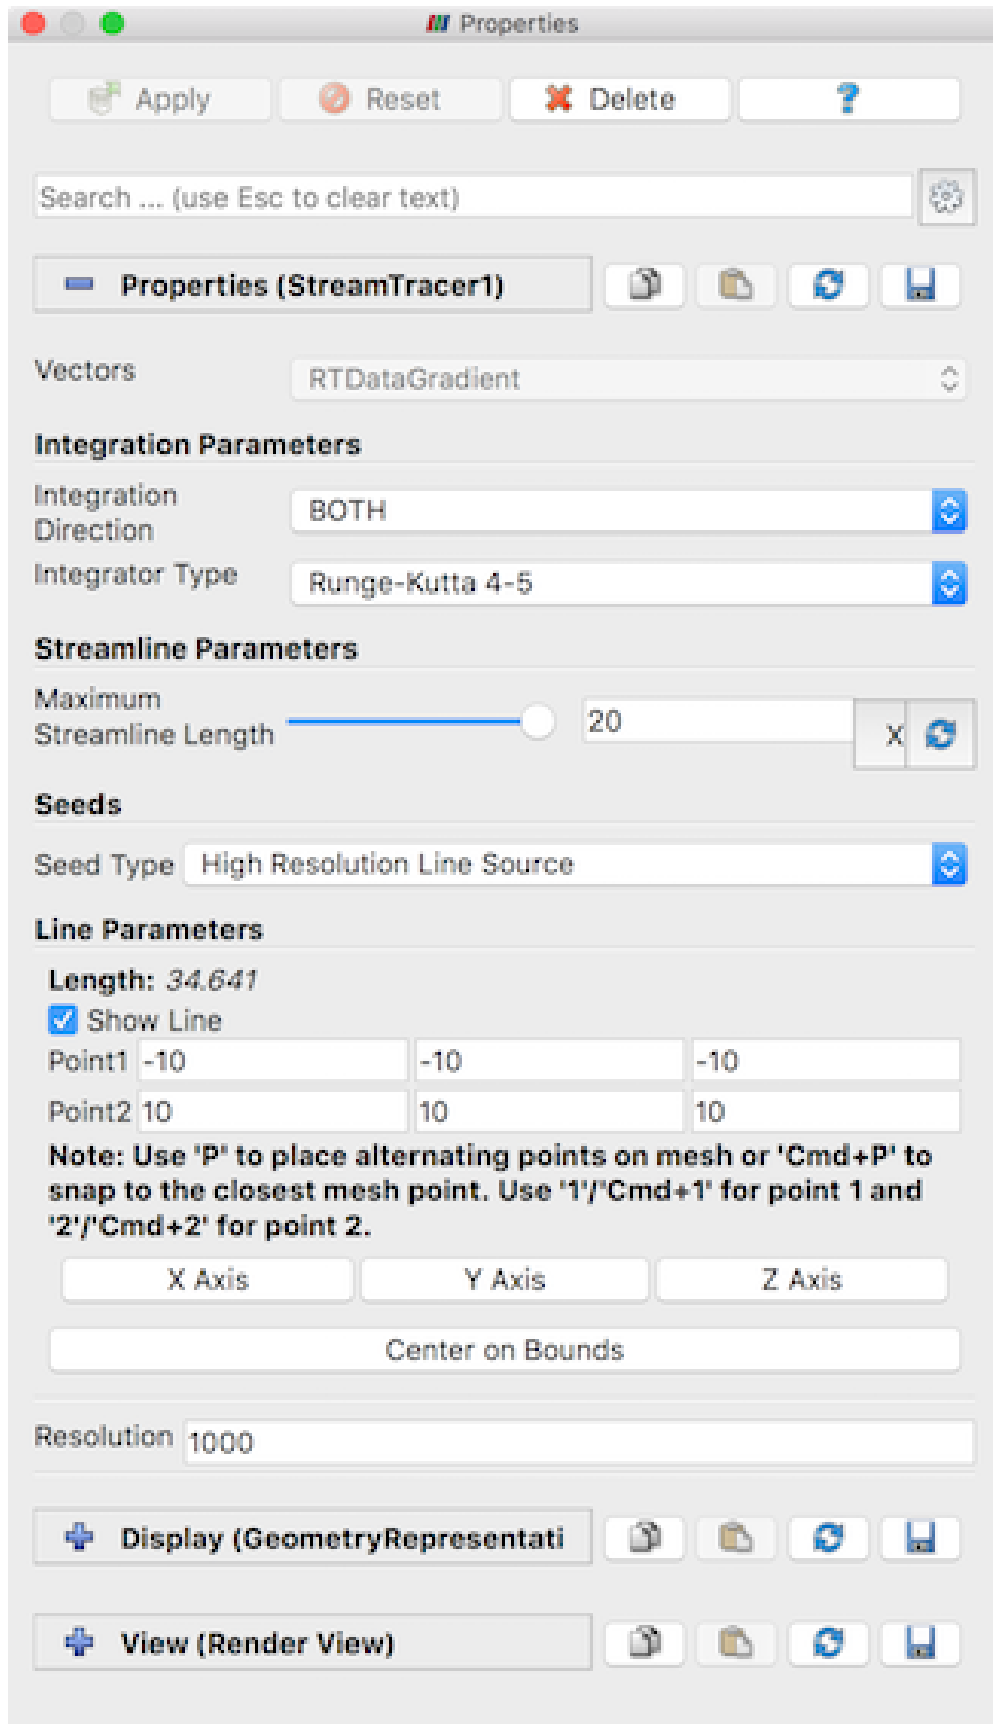 Properties
Apply Reset Delete ?
Search ... (use Esc to clear text)
Properties (StreamTracer1)
Vectors RTDataGradient
Integration Parameters
Integration
Direction BOTH
Integrator Type Runge-Kutta 4-5
Streamline Parameters
Maximum
Streamline Length 20 X
Seeds
Seed Type High Resolution Line Source
Line Parameters
Length: 34.641
Show Line
Point1 -10 -10 -10
Point2 10 10 10
Note: Use 'P' to place alternating points on mesh or 'Cmd+P' to
snap to the closest mesh point. Use '1'/'Cmd+1' for point 1 and
'2'/'Cmd+2' for point 2.
X Axis Y Axis Z Axis
Center on Bounds
Resolution 1000
Display (GeometryRepresentati
View (Render View)